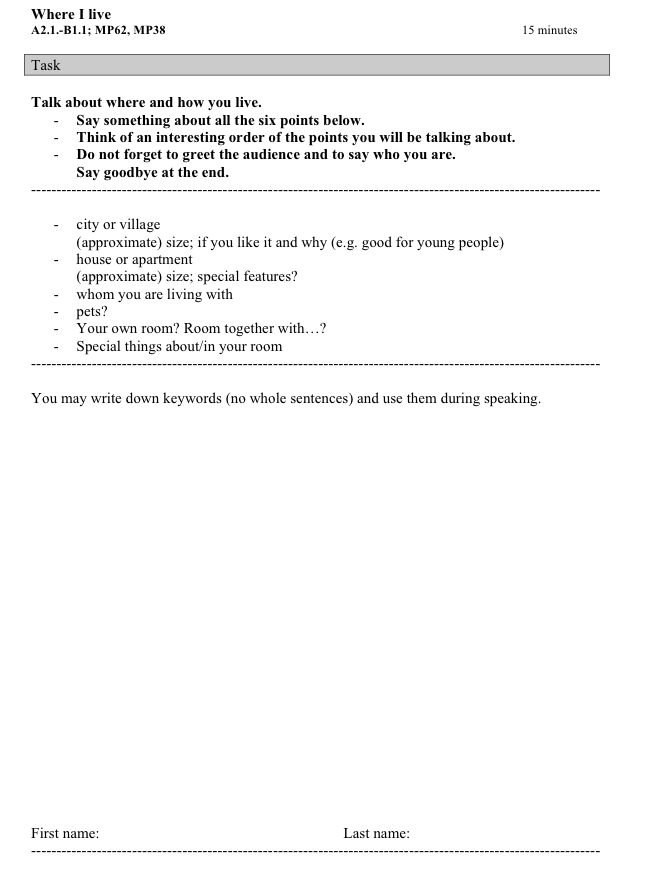 Where I live
A2.1.-B1.1; MP62, MP38 15 minutes
Task
Talk about where and how you live.
- Say something about all the six points below.
- Think of an interesting order of the points you will be talking about.
- Do not forget to greet the audience and to say who you are.
Say goodbye at the end.
-----------------------------------------------------------------------------------------------------------------
- city or village
(approximate) size; if you like it and why (e.g. good for young people)
- house or apartment
(approximate) size; special features?
- whom you are living with
- pets?
- Your own room? Room together with…?
- Special things about/in your room
-----------------------------------------------------------------------------------------------------------------
You may write down keywords (no whole sentences) and use them during speaking.
First name: Last name:
-----------------------------------------------------------------------------------------------------------------